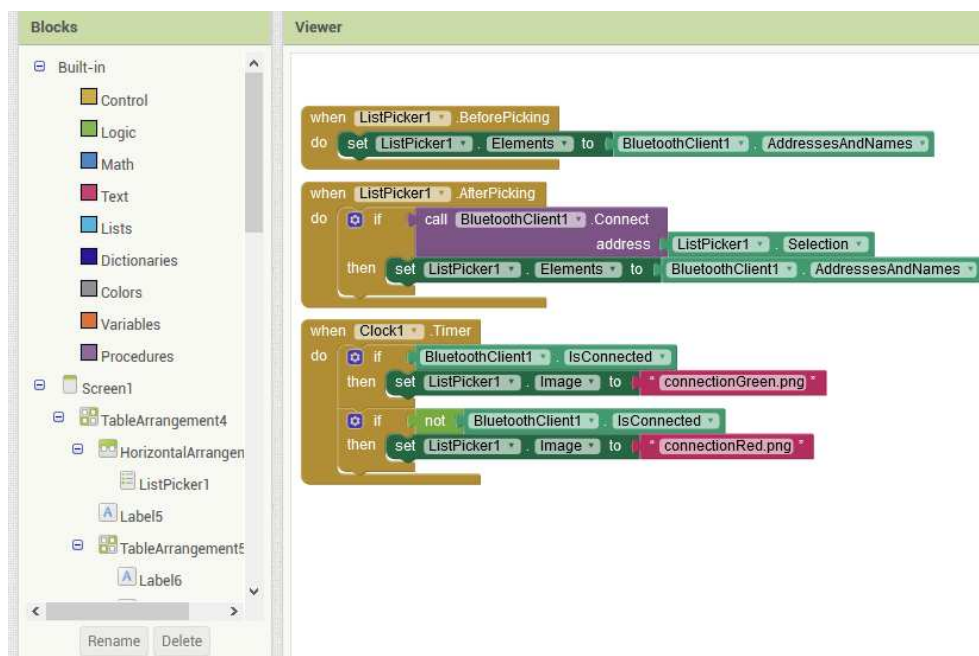 Blocks
Built-in
Control
Logic
Math
Text
Lists
Dictionaries
Colors
Variables
Procedures
Screen1
TableArrangement4
HorizontalArrangen
ListPicker1
Label5
TableArrangement5
Label6
Rename Delete
Viewer
when ListPicker1 .BeforePicking
do set ListPicker1 . Elements to BluetoothClient1 . AddressesAndNames
when ListPicker1 .AfterPicking
do if call BluetoothClient1 .Connect
address ListPicker1 . Selection
then set ListPicker1 . Elements to BluetoothClient1 . AddressesAndNames
when Clock1 .Timer
do if BluetoothClient1 . IsConnected
then set ListPicker1 . Image to " connectionGreen.png "
if not BluetoothClient1 . IsConnected
then set ListPicker1 . Image to " connectionRed.png "